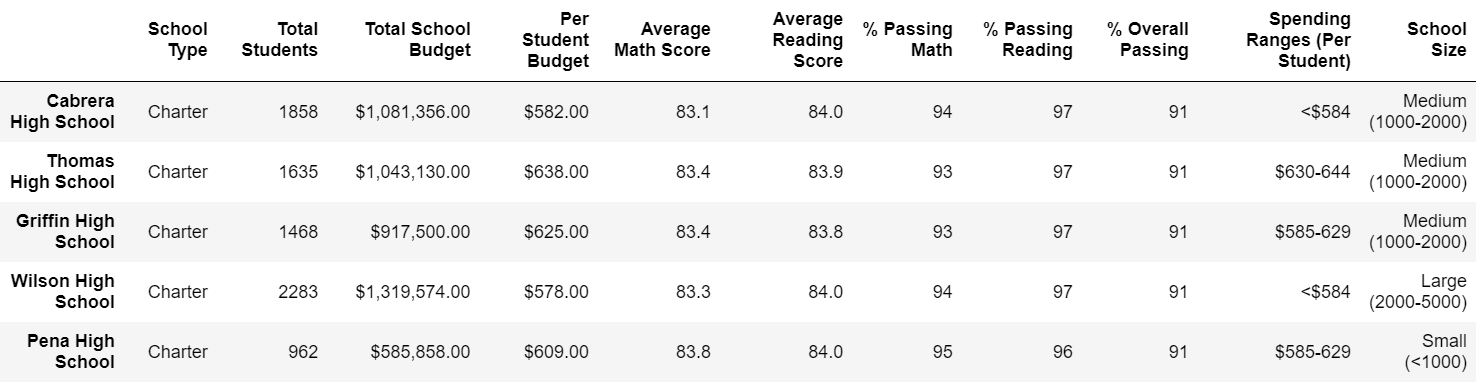 School Type Total Students Total School Budget Per Student Budget Average Math Score Average Reading Score % Passing Math % Passing Reading % Overall Passing Spending Ranges (Per Student) School Size
Cabrera High School Charter 1858 $1,081,356.00 $582.00 83.1 84.0 94 97 91 <$584 Medium (1000-2000)
Thomas High School Charter 1635 $1,043,130.00 $638.00 83.4 83.9 93 97 91 $630-644 Medium (1000-2000)
Griffin High School Charter 1468 $917,500.00 $625.00 83.4 83.8 93 97 91 $585-629 Medium (1000-2000)
Wilson High School Charter 2283 $1,319,574.00 $578.00 83.3 84.0 94 97 91 <$584 Large (2000-5000)
Pena High School Charter 962 $585,858.00 $609.00 83.8 84.0 95 96 91 $585-629 Small (<1000)